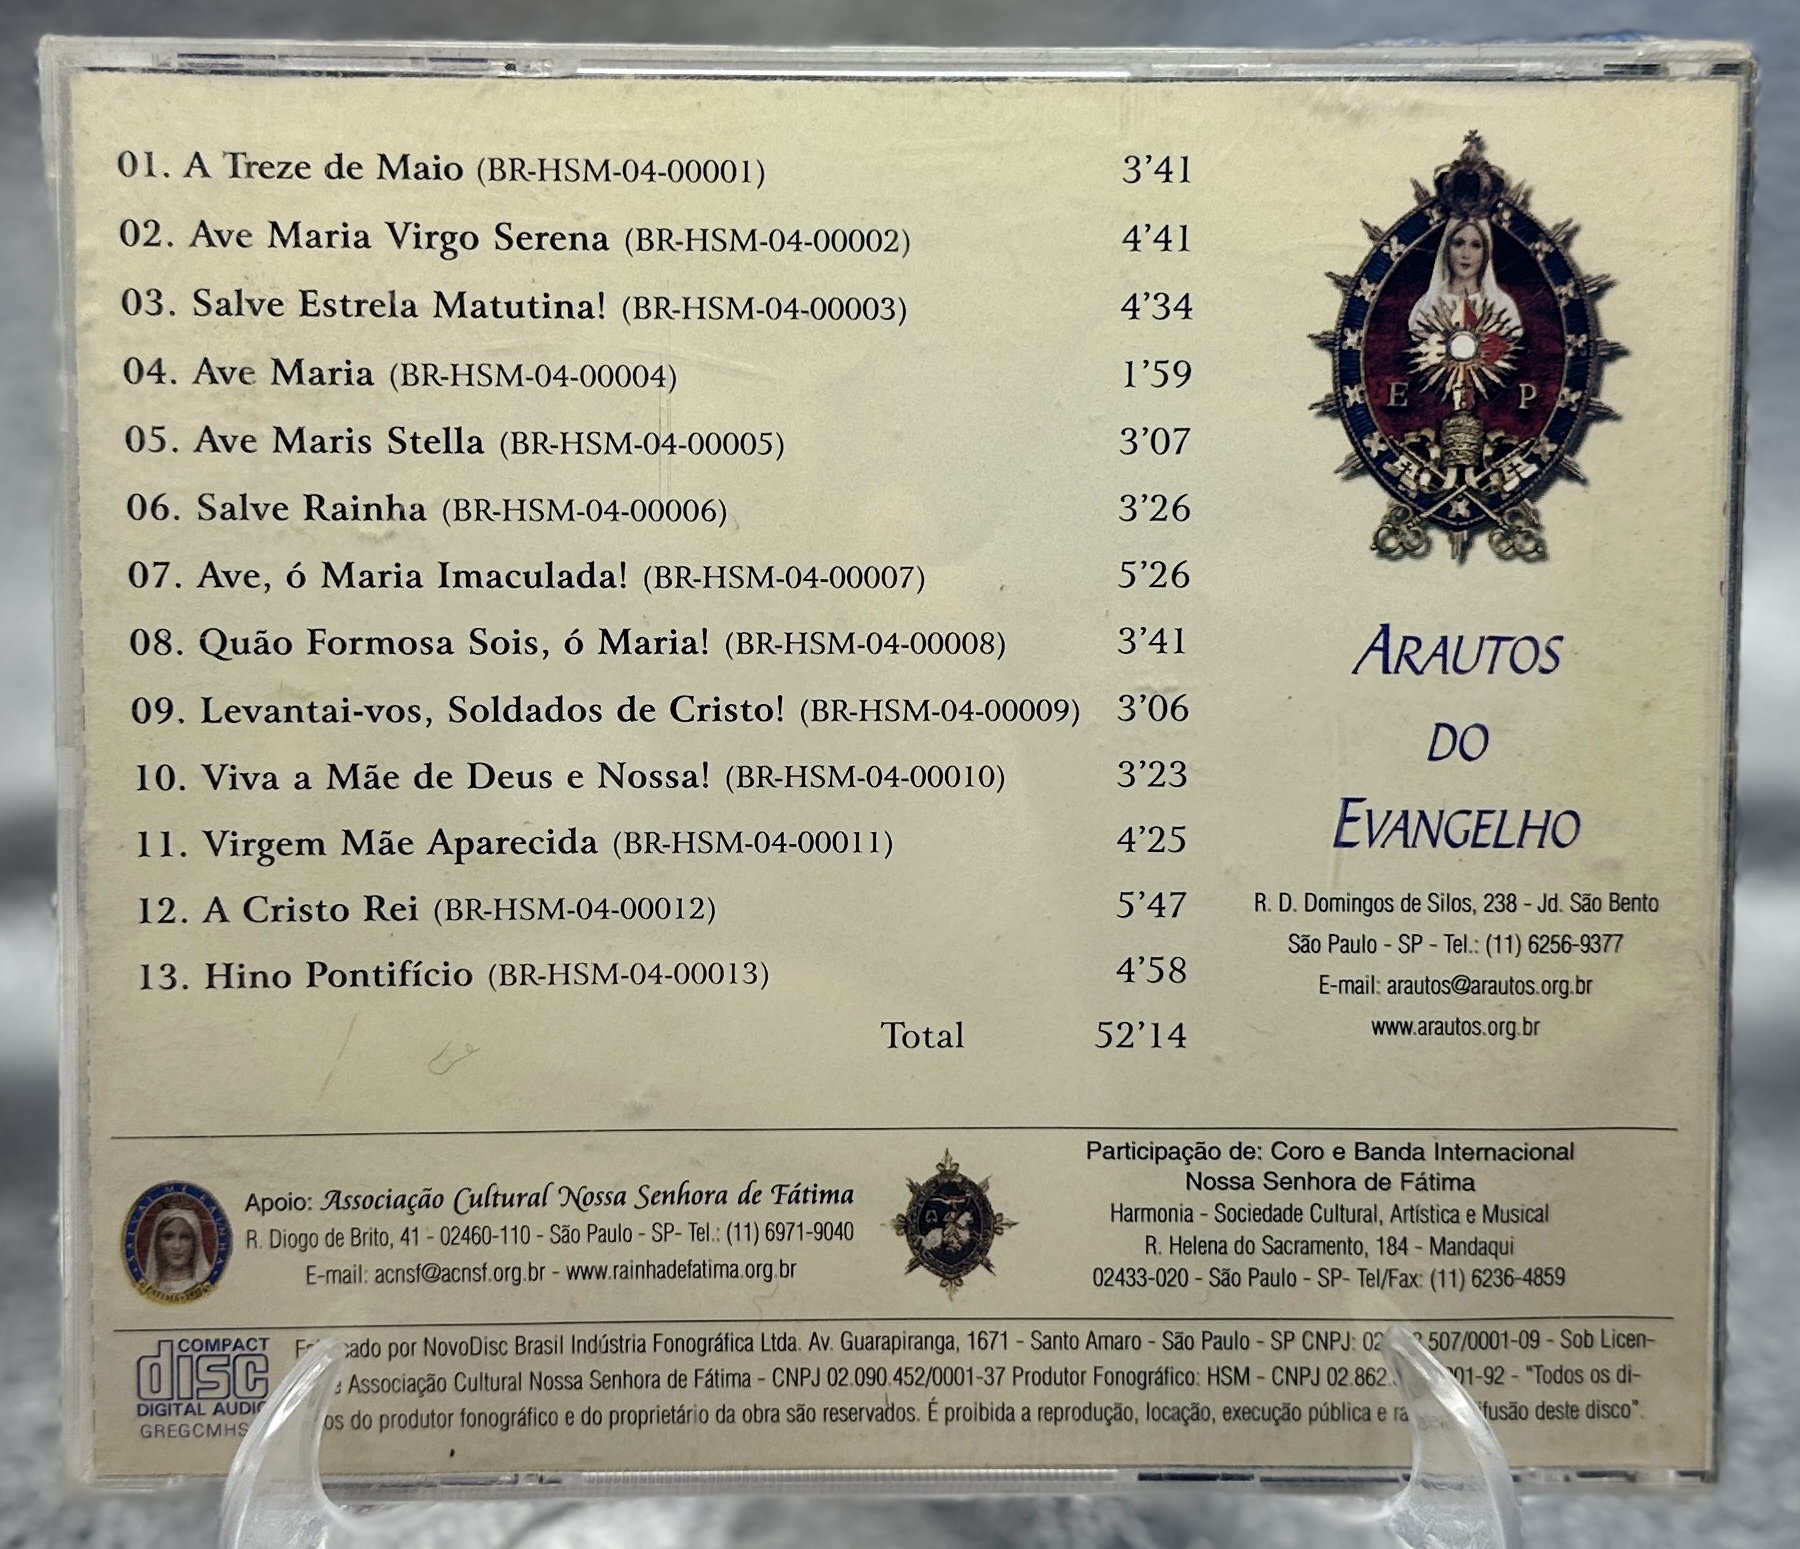 01. A Treze de Maio (BR-HSM-04-00001) 3’41
02. Ave Maria Virgo Serena (BR-HSM-04-00002) 4’41
03. Salve Estrela Matutina! (BR-HSM-04-00003) 4’34
04. Ave Maria (BR-HSM-04-00004) 1’59
05. Ave Maris Stella (BR-HSM-04-00005) 3’07
06. Salve Rainha (BR-HSM-04-00006) 3’26
07. Ave, ó Maria Imaculada! (BR-HSM-04-00007) 5’26
08. Quão Formosa Sois, ó Maria! (BR-HSM-04-00008) 3’41
09. Levantai-vos, Soldados de Cristo! (BR-HSM-04-00009) 3’06
10. Viva a Mãe de Deus e Nossa! (BR-HSM-04-00010) 3’23
11. Virgem Mãe Aparecida (BR-HSM-04-00011) 4’25
12. A Cristo Rei (BR-HSM-04-00012) 5’47
13. Hino Pontifício (BR-HSM-04-00013) 4’58
Total 52’14
E P
ARAUTOS
DO
EVANGELHO
R. D. Domingos de Silos, 238 - Jd. São Bento
São Paulo - SP - Tel.: (11) 6256-9377
E-mail: arautos@arautos.org.br
www.arautos.org.br
Apoio: Associação Cultural Nossa Senhora de Fátima
R. Diogo de Brito, 41 - 02460-110 - São Paulo - SP- Tel.: (11) 6971-9040
E-mail: acnsf@acnsf.org.br - www.rainhadefatima.org.br
Participação de: Coro e Banda Internacional
Nossa Senhora de Fátima
Harmonia - Sociedade Cultural, Artística e Musical
R. Helena do Sacramento, 184 - Mandaqui
02433-020 - São Paulo - SP- Tel/Fax: (11) 6236-4859
COMPACT
disc
DIGITAL AUDIO
GREGCMHS
por NovoDisc Brasil Indústria Fonográfica Ltda. Av. Guarapiranga, 1671 - Santo Amaro - São Paulo - SP CNPJ: 507/0001-09 - Sob Licen-
Associação Cultural Nossa Senhora de Fátima - CNPJ 02.090.452/0001-37 Produtor Fonográfico: HSM - CNPJ 02.862. 01-92 - "Todos os di-
do produtor fonográfico e do proprietário da obra são reservados. É proibida a reprodução, locação, execução pública e deste disco".